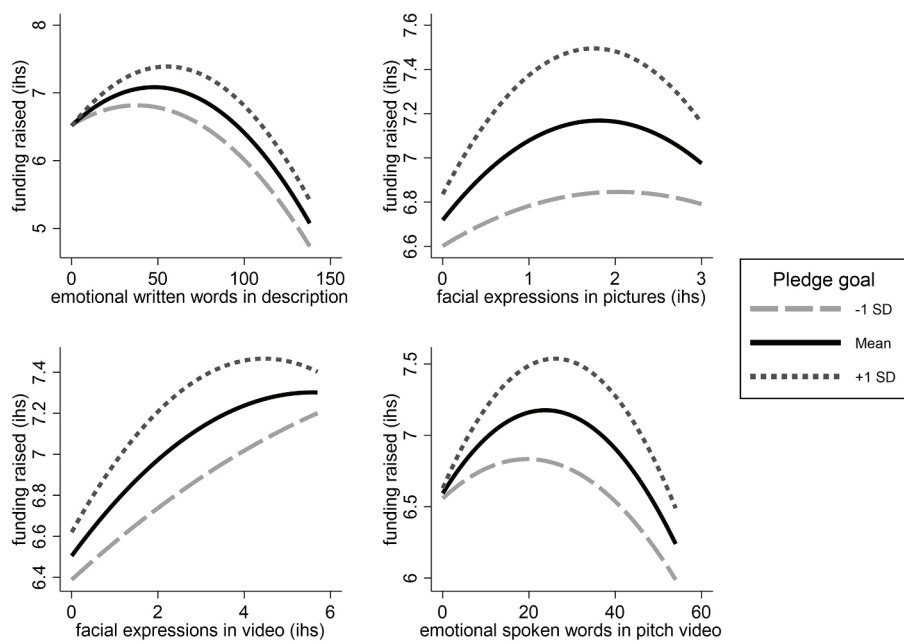 funding raised (ihs)
8
7
6
5
0 50 100 150
emotional written words in description
funding raised (ihs)
7.6
7.4
7.2
7
6.8
6.6
0 1 2 3
facial expressions in pictures (ihs)
Pledge goal
-1 SD
Mean
+1 SD
funding raised (ihs)
7.4
7.2
7
6.8
6.6
6.4
0 2 4 6
facial expressions in video (ihs)
funding raised (ihs)
7.5
7
6.5
6
0 20 40 60
emotional spoken words in pitch video